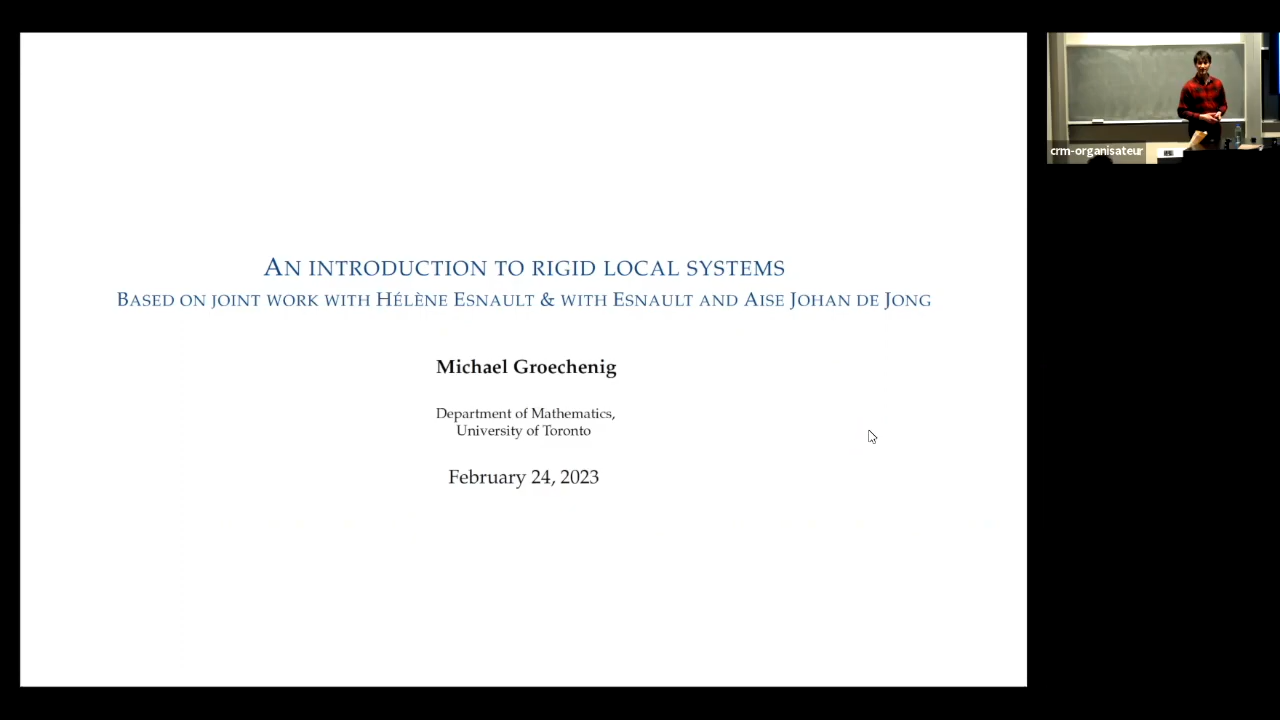 AN INTRODUCTION TO RIGID LOCAL SYSTEMS
BASED ON JOINT WORK WITH HÉLÈNE ESNAULT & WITH ESNAULT AND AISE JOHAN DE JONG
Michael Groechenig
Department of Mathematics,
University of Toronto
February 24, 2023
crm-organisateur